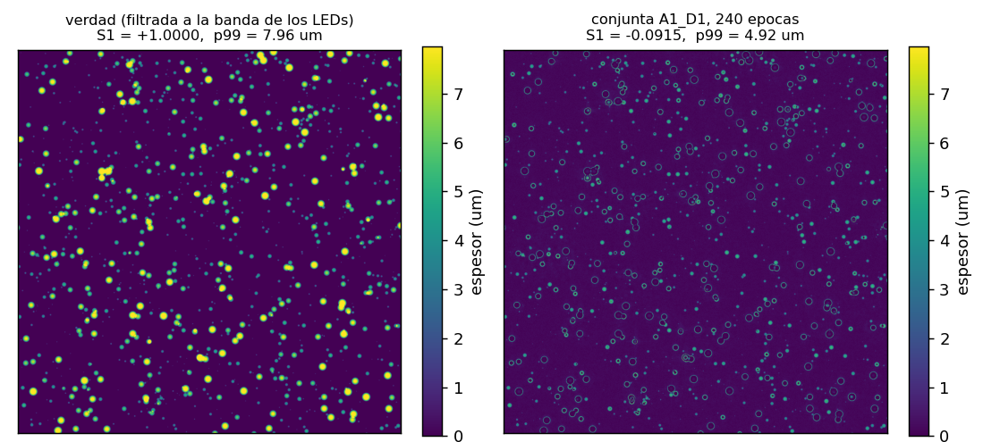 verdad (filtrada a la banda de los LEDs)
S1 = +1.0000,  p99 = 7.96 um
7
6
5
4
3
2
1
0
espesor (um)
conjunta A1_D1, 240 epocas
S1 = -0.0915,  p99 = 4.92 um
7
6
5
4
3
2
1
0
espesor (um)